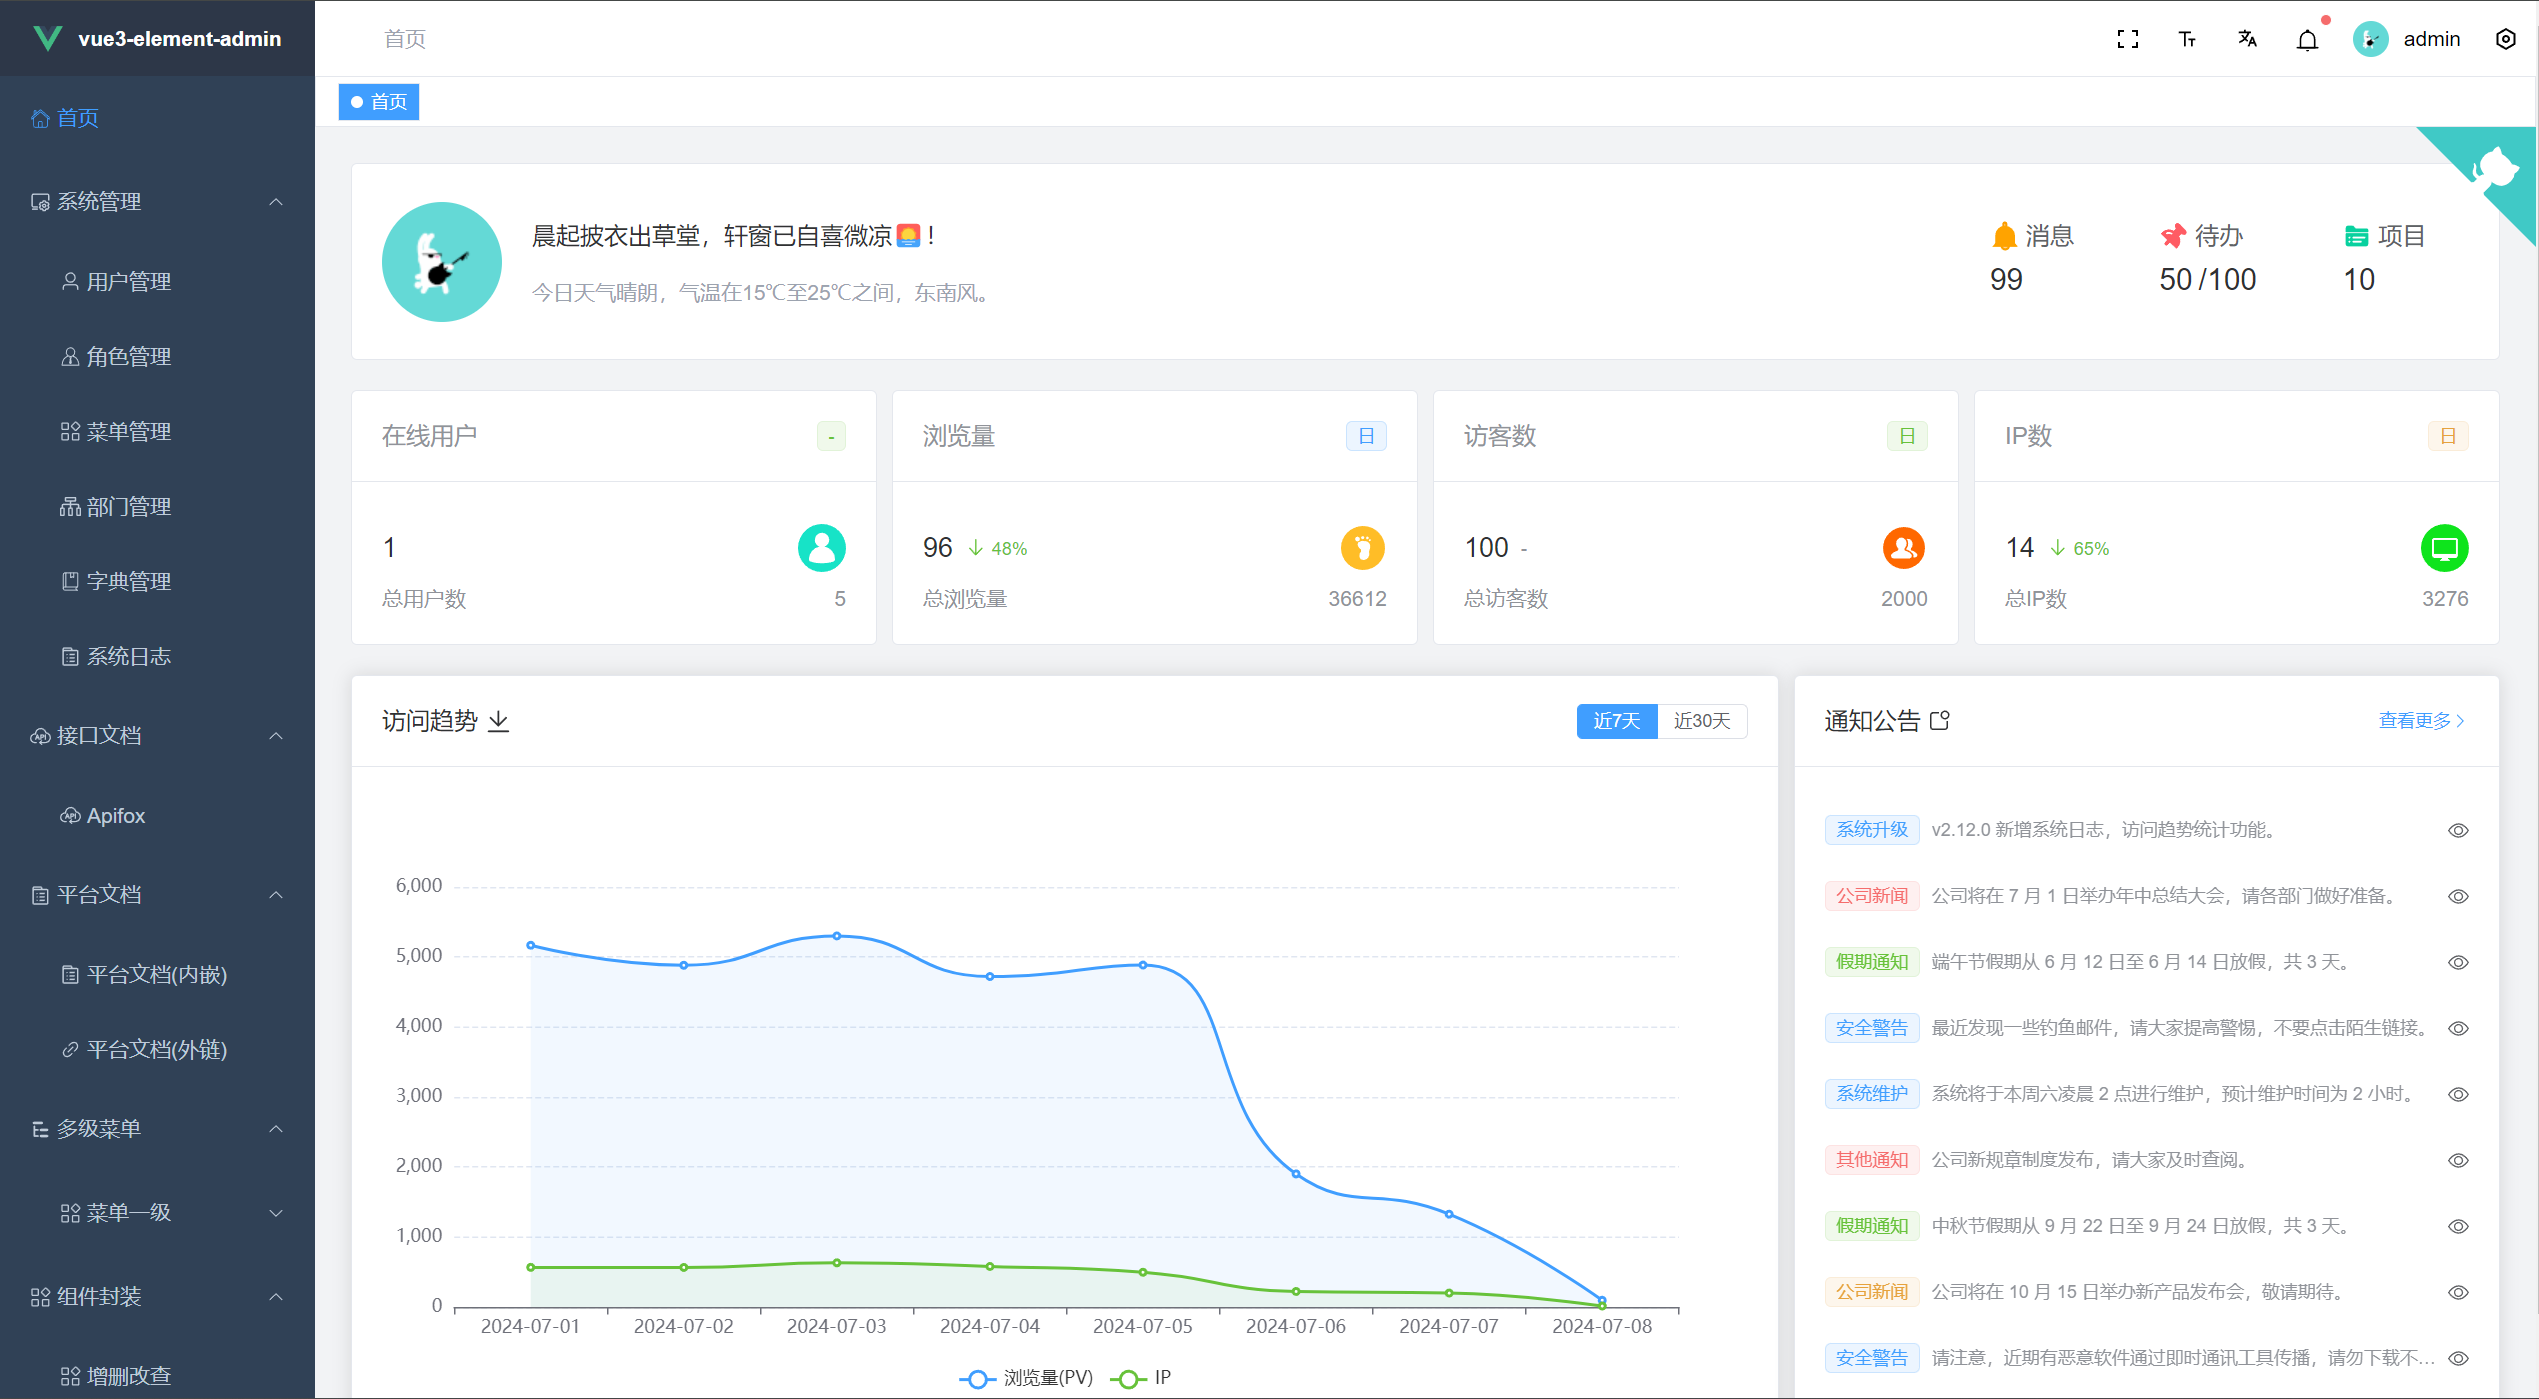 vue3-element-admin
首页
系统管理
用户管理
角色管理
菜单管理
部门管理
字典管理
系统日志
接口文档
Apifox
平台文档
平台文档(内嵌)
平台文档(外链)
多级菜单
菜单一级
组件封装
增删改查
首页
admin
首页
晨起披衣出草堂，轩窗已自喜微凉🌅！
今日天气晴朗，气温在15℃至25℃之间，东南风。
消息
99
待办
50 /100
项目
10
在线用户 -
1
总用户数 5
浏览量 日
96 ↓ 48%
总浏览量 36612
访客数 日
100 -
总访客数 2000
IP数 日
14 ↓ 65%
总IP数 3276
访问趋势
近7天 近30天
6,000
5,000
4,000
3,000
2,000
1,000
0
2024-07-01 2024-07-02 2024-07-03 2024-07-04 2024-07-05 2024-07-06 2024-07-07 2024-07-08
浏览量(PV) IP
通知公告 查看更多
系统升级 v2.12.0 新增系统日志，访问趋势统计功能。
公司新闻 公司将在 7 月 1 日举办年中总结大会，请各部门做好准备。
假期通知 端午节假期从 6 月 12 日至 6 月 14 日放假，共 3 天。
安全警告 最近发现一些钓鱼邮件，请大家提高警惕，不要点击陌生链接。
系统维护 系统将于本周六凌晨 2 点进行维护，预计维护时间为 2 小时。
其他通知 公司新规章制度发布，请大家及时查阅。
假期通知 中秋节假期从 9 月 22 日至 9 月 24 日放假，共 3 天。
公司新闻 公司将在 10 月 15 日举办新产品发布会，敬请期待。
安全警告 请注意，近期有恶意软件通过即时通讯工具传播，请勿下载不…